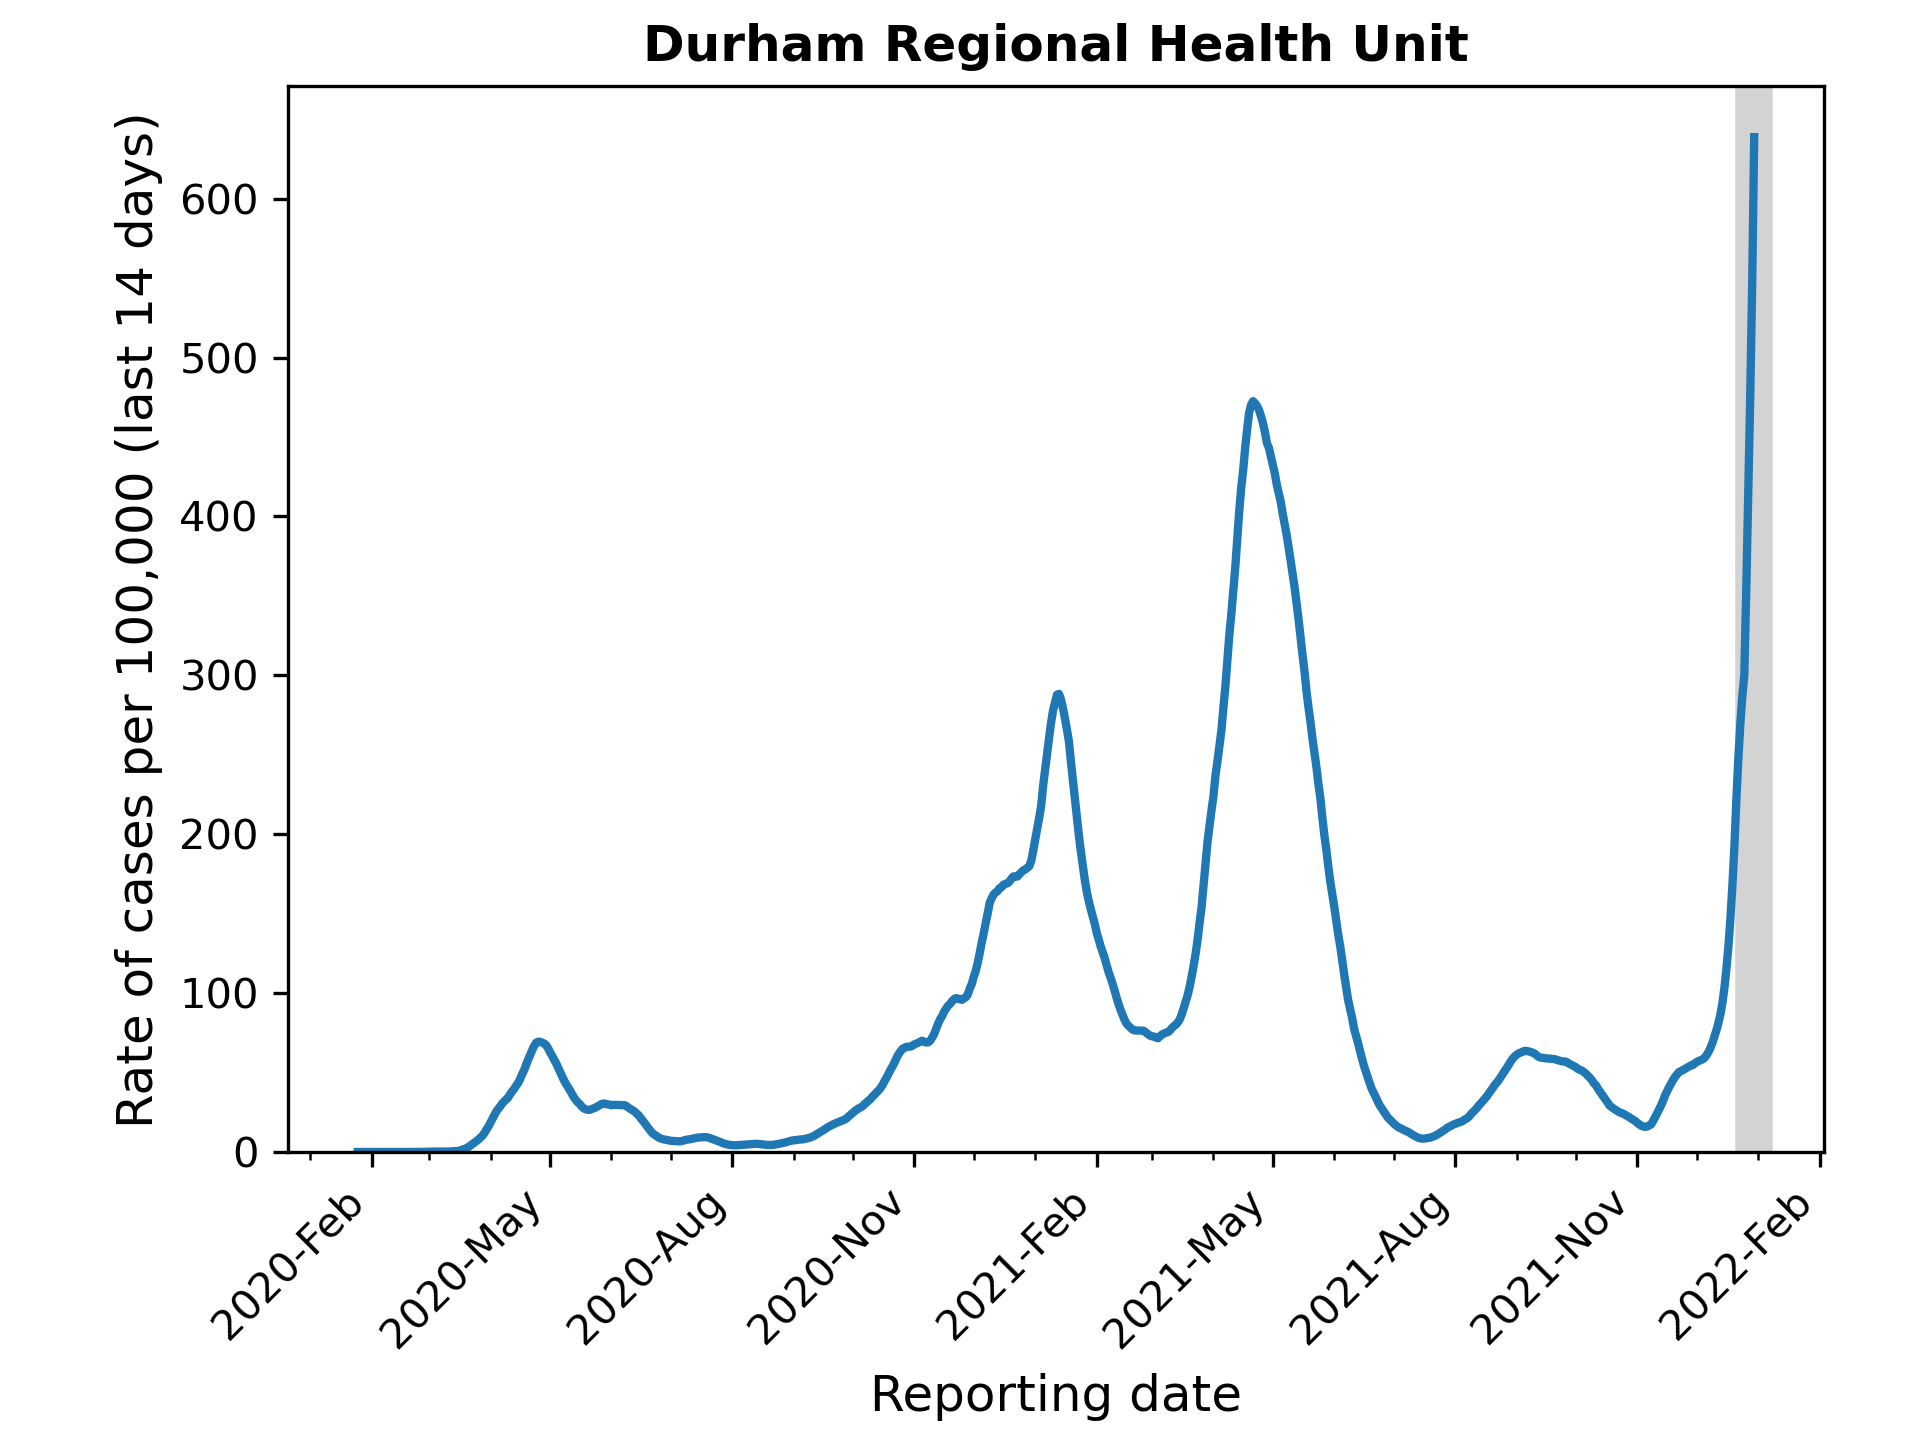 Durham Regional Health Unit
Rate of cases per 100,000 (last 14 days)
600
500
400
300
200
100
0
2020-Feb
2020-May
2020-Aug
2020-Nov
2021-Feb
2021-May
2021-Aug
2021-Nov
2022-Feb
Reporting date